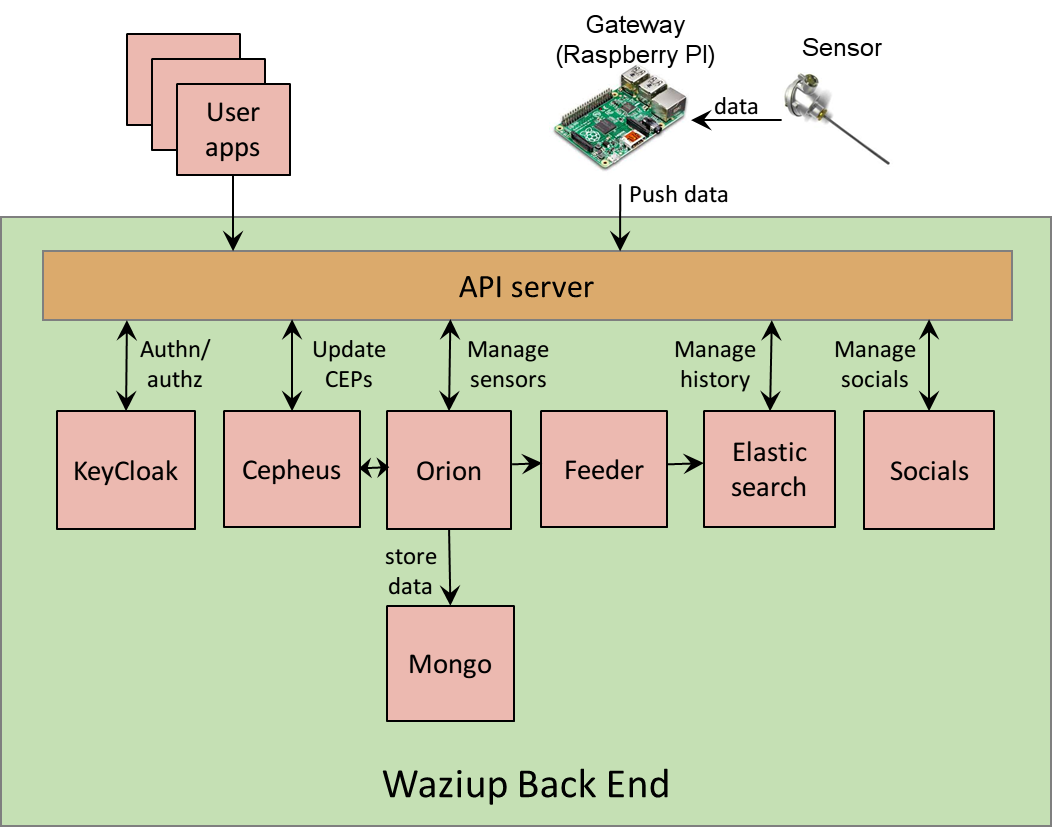 Gateway
(Raspberry PI)
Sensor
User
apps
data
Push data
API server
Authn/
authz
Update
CEPs
Manage
sensors
Manage
history
Manage
socials
KeyCloak
Cepheus
Orion
Feeder
Elastic
search
Socials
store
data
Mongo
Waziup Back End